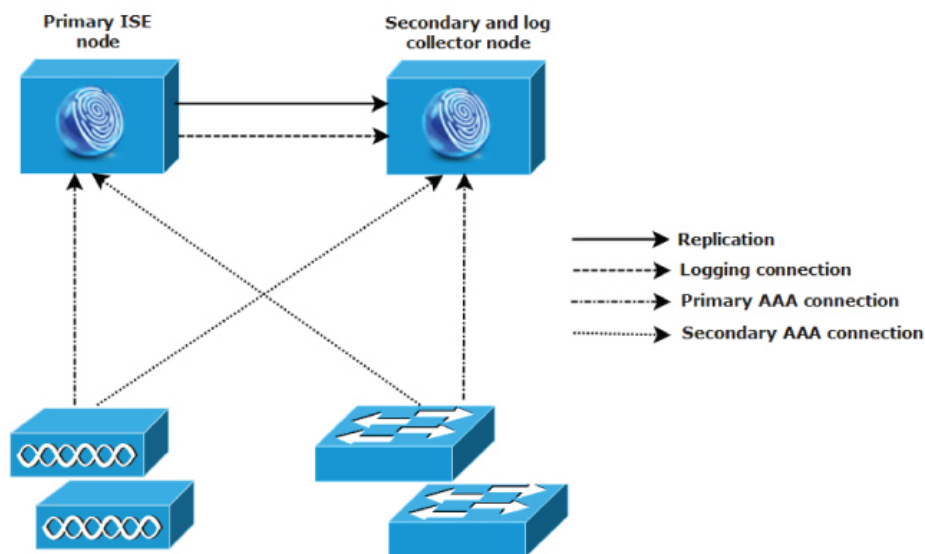 Primary ISE
node
Secondary and log
collector node
Replication
Logging connection
Primary AAA connection
Secondary AAA connection